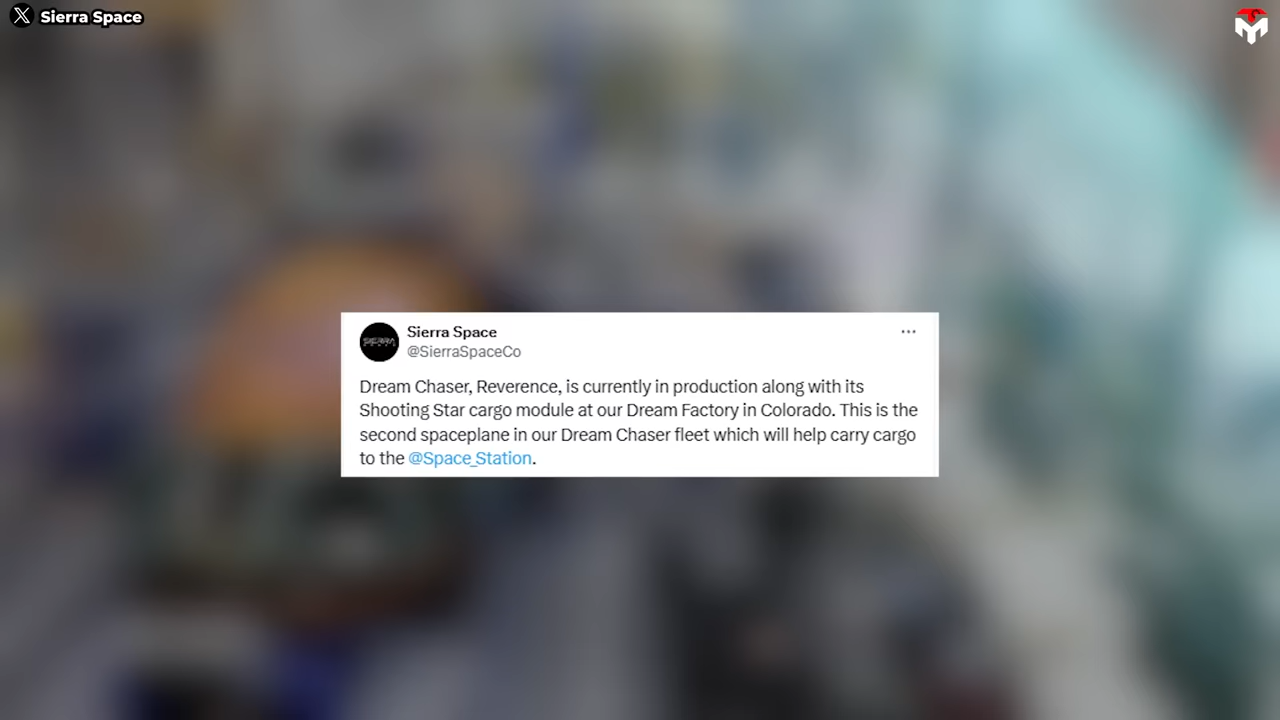 Sierra Space
Sierra Space
@SierraSpaceCo
Dream Chaser, Reverence, is currently in production along with its
Shooting Star cargo module at our Dream Factory in Colorado. This is the
second spaceplane in our Dream Chaser fleet which will help carry cargo
to the @Space_Station.